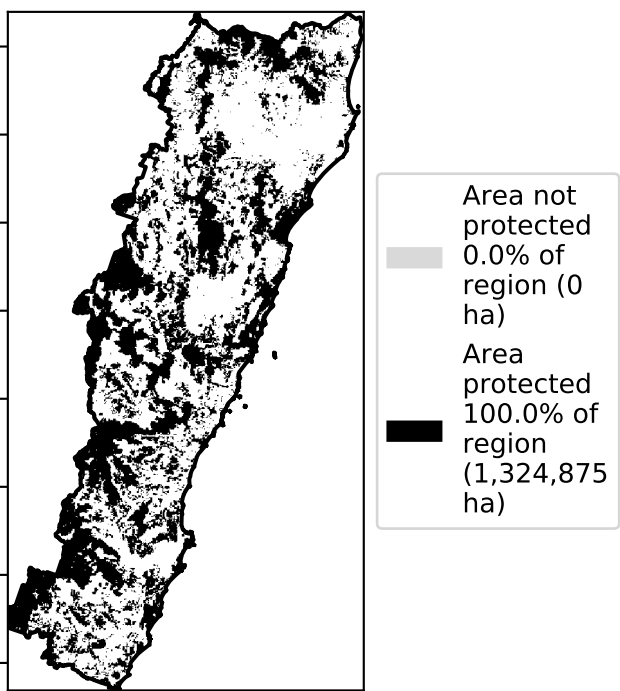 Area not
protected
0.0% of
region (0
ha)
Area
protected
100.0% of
region
(1,324,875
ha)